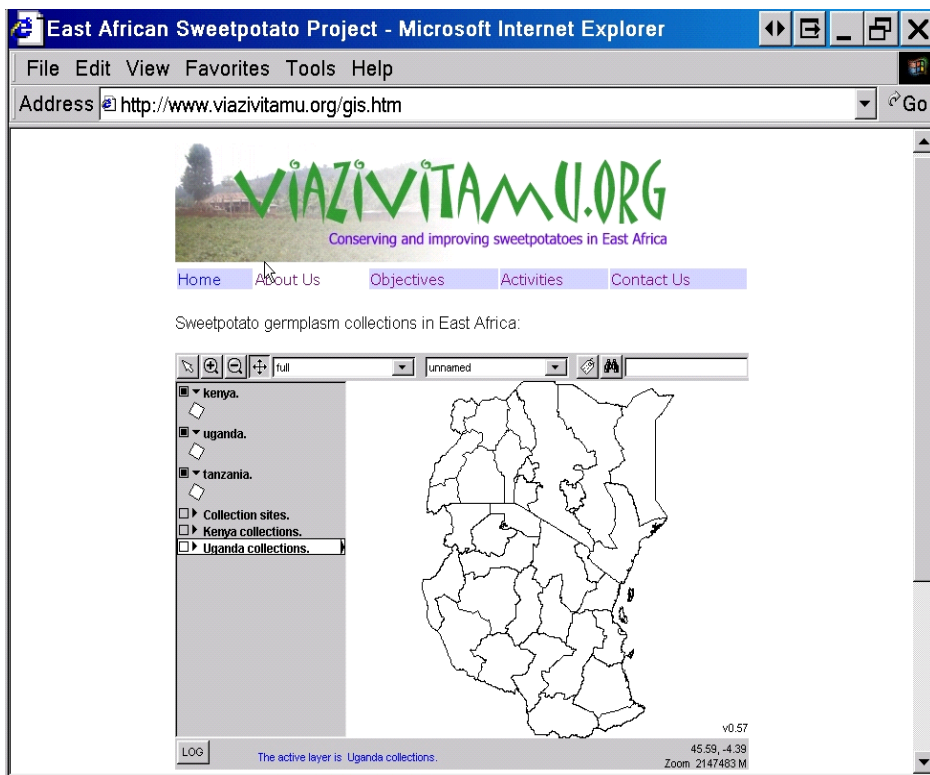 East African Sweetpotato Project - Microsoft Internet Explorer
File Edit View Favorites Tools Help
Address http://www.viazivitamu.org/gis.htm Go
VIAZIVITAMU.ORG
Conserving and improving sweetpotatoes in East Africa
Home About Us Objectives Activities Contact Us
Sweetpotato germplasm collections in East Africa:
full unnamed
kenya.
uganda.
tanzania.
Collection sites.
Kenya collections.
Uganda collections.
v0.57
LOG The active layer is Uganda collections. 45.59, -4.39
Zoom 2147483 M